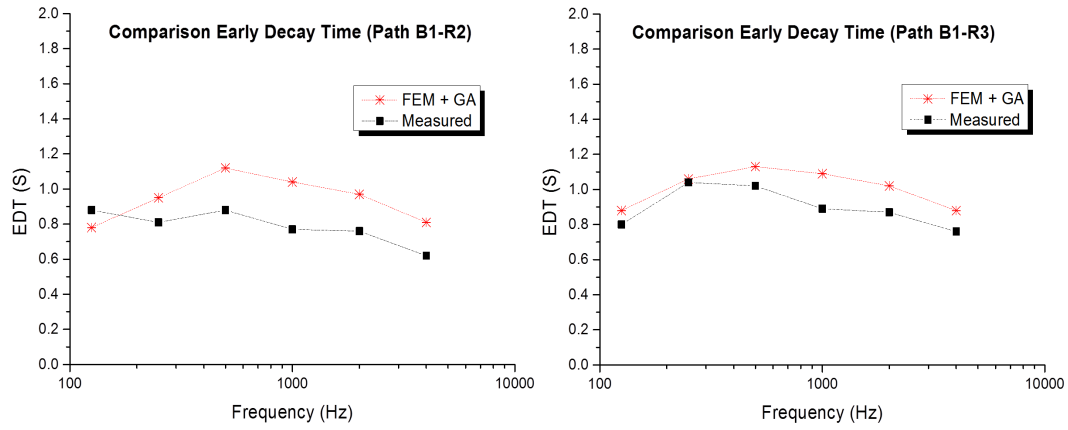 Comparison Early Decay Time (Path B1-R2)
FEM + GA
Measured
EDT (S)
2.0
1.8
1.6
1.4
1.2
1.0
0.8
0.6
0.4
0.2
0.0
100
1000
10000
Frequency (Hz)
Comparison Early Decay Time (Path B1-R3)
FEM + GA
Measured
EDT (S)
2.0
1.8
1.6
1.4
1.2
1.0
0.8
0.6
0.4
0.2
0.0
100
1000
10000
Frequency (Hz)